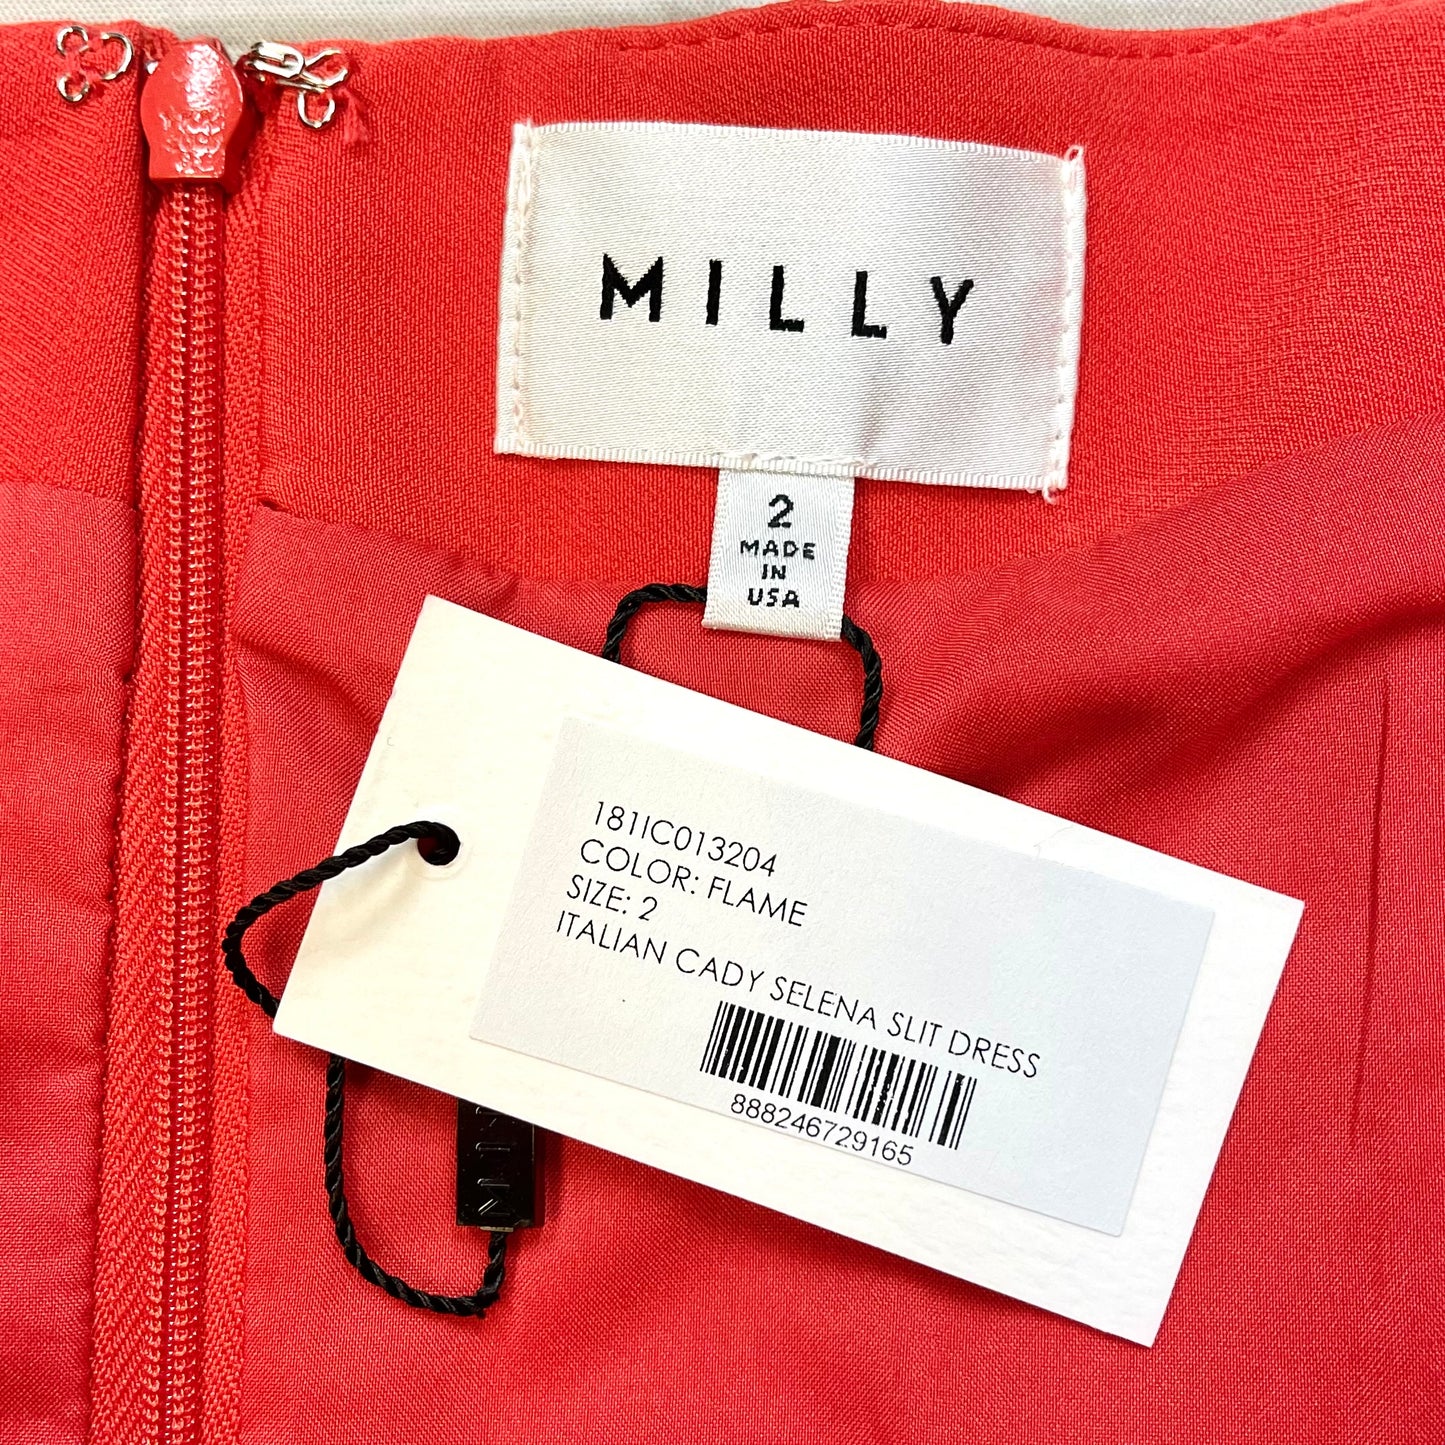 MILLY
2
MADE
IN
USA
181IC013204
COLOR: FLAME
SIZE: 2
ITALIAN CADY SELENA SLIT DRESS
888246729165